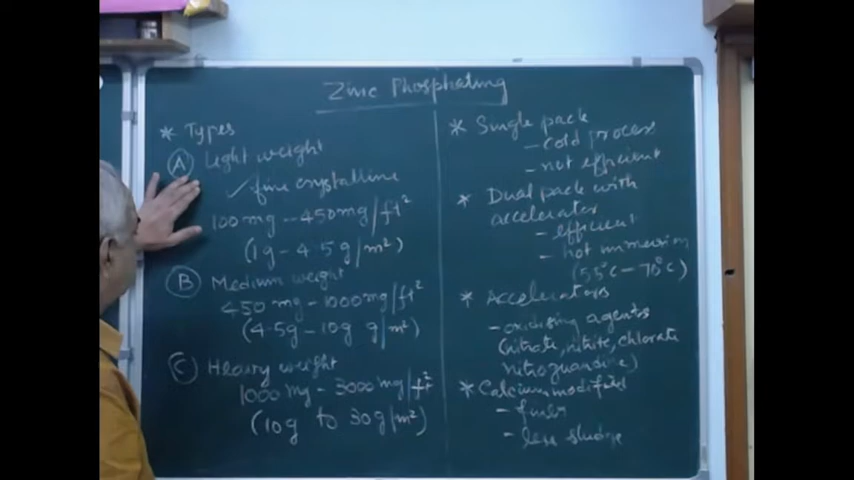 Zinc Phosphating
* Types
Ⓐ Light weight
✓ fine crystalline
100 mg - 450 mg/ft²
(1g - 4.5 g/m²)
Ⓑ Medium weight
450 mg - 1000 mg/ft²
(4.5g - 10g g/m²)
Ⓒ Heavy weight
1000 mg - 3000 mg/ft²
(10g to 30g/m²)
* Single pack
- cold process
- not efficient
* Dual pack with
accelerator
- efficient
- hot immersion
(55°C - 70°C)
* Accelerators
- oxidising agents
(nitrate, nitrite, chlorate
nitroguandine)
* Calcium modified
- finer
- less sludge